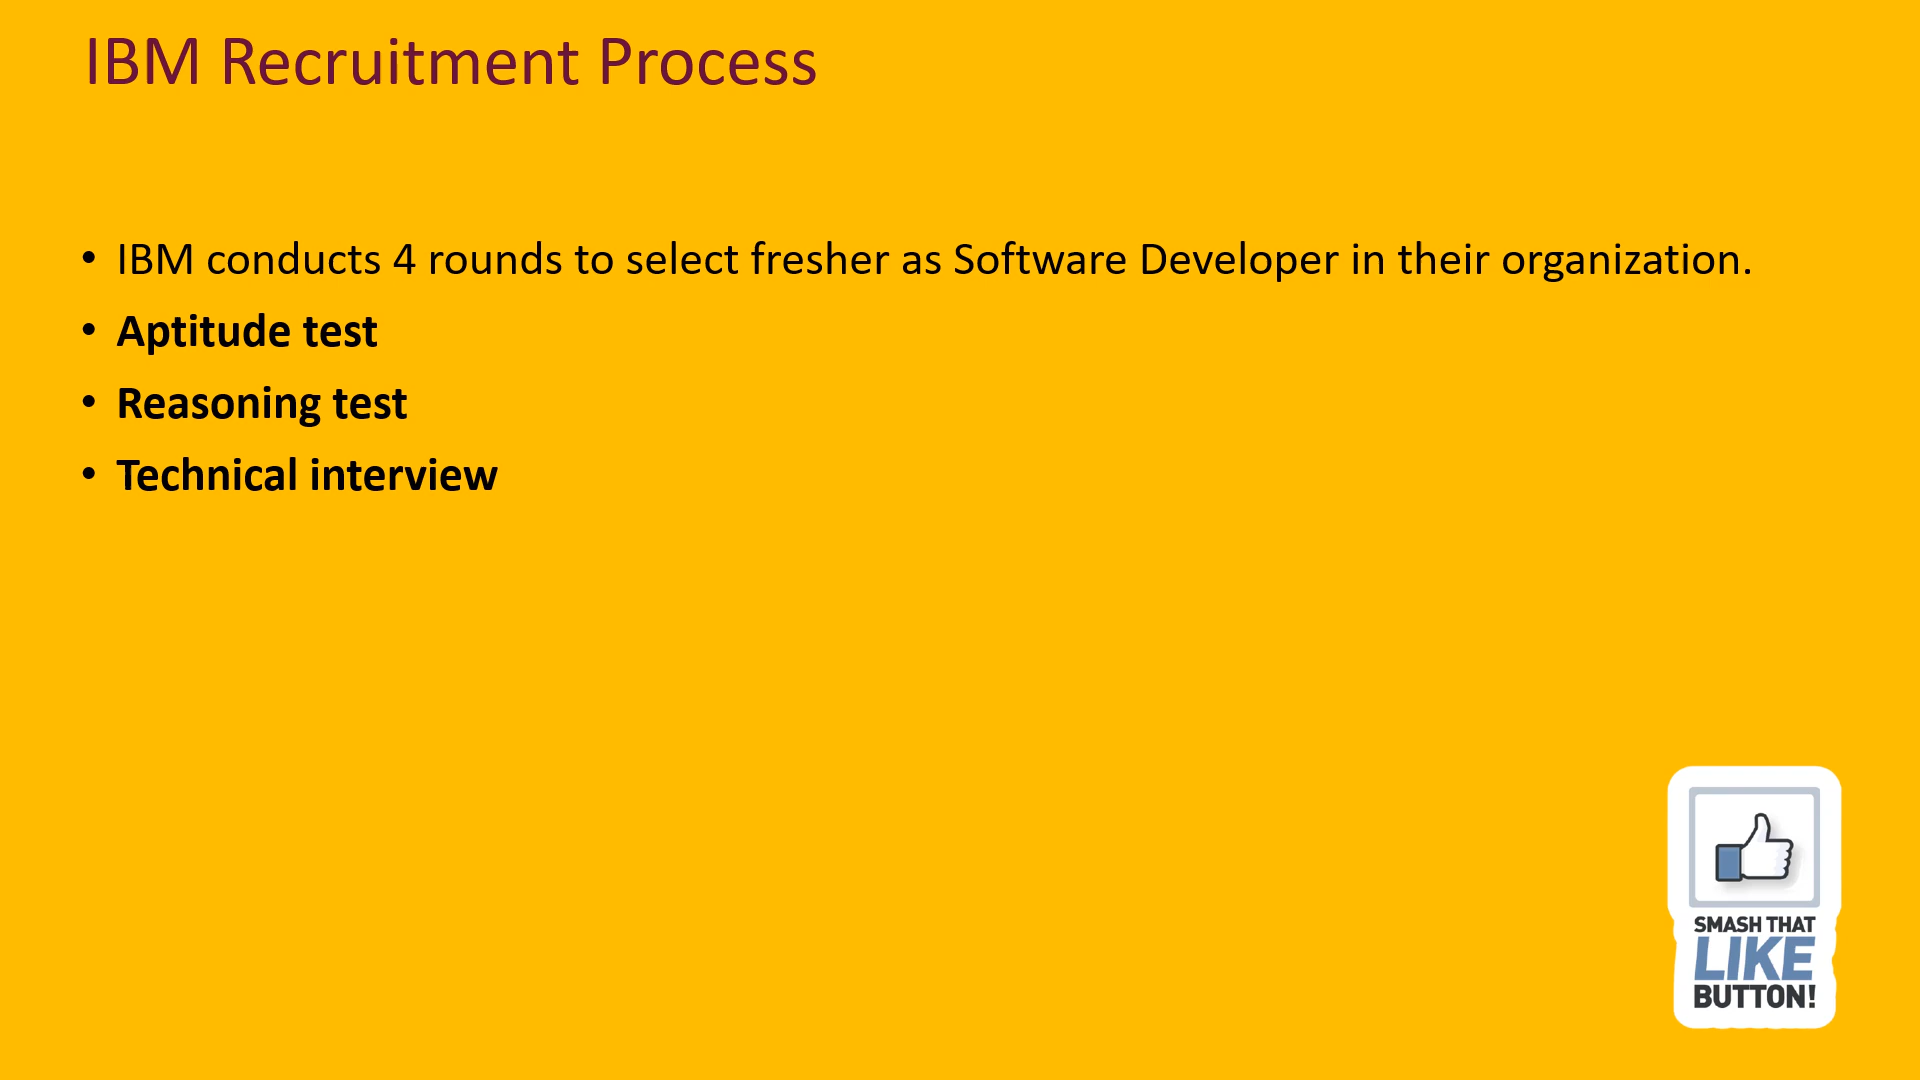 IBM Recruitment Process
• IBM conducts 4 rounds to select fresher as Software Developer in their organization.
• Aptitude test
• Reasoning test
• Technical interview
SMASH THAT
LIKE
BUTTON!